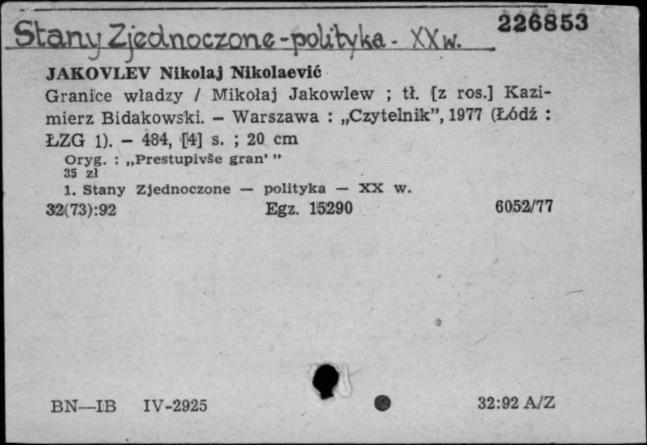 226853
Stany Zjednoczone - polityka - XX w.
JAKOVLEV Nikolaj Nikolaevič
Granice władzy / Mikołaj Jakowlew ; tł. [z ros.] Kazi-
mierz Bidakowski. — Warszawa : „Czytelnik”, 1977 (Łódź :
ŁZG 1). — 484, [4] s. ; 20 cm
Oryg. : „Prestupivše gran' ”
35 zł
1. Stany Zjednoczone — polityka — XX w.
32(73):92 Egz. 15290 6052/77
BN—IB IV-2925 32:92 A/Z